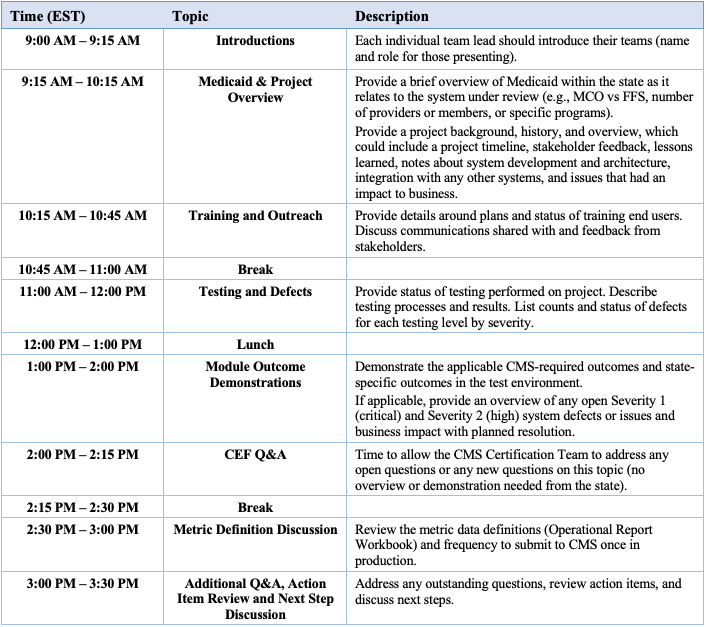 Time (EST) Topic Description
9:00 AM – 9:15 AM Introductions Each individual team lead should introduce their teams (name
and role for those presenting).
9:15 AM – 10:15 AM Medicaid & Project Provide a brief overview of Medicaid within the state as it
Overview relates to the system under review (e.g., MCO vs FFS, number
of providers or members, or specific programs).
Provide a project background, history, and overview, which
could include a project timeline, stakeholder feedback, lessons
learned, notes about system development and architecture,
integration with any other systems, and issues that had an
impact to business.
10:15 AM – 10:45 AM Training and Outreach Provide details around plans and status of training end users.
Discuss communications shared with and feedback from
stakeholders.
10:45 AM – 11:00 AM Break
11:00 AM – 12:00 PM Testing and Defects Provide status of testing performed on project. Describe
testing processes and results. List counts and status of defects
for each testing level by severity.
12:00 PM – 1:00 PM Lunch
1:00 PM – 2:00 PM Module Outcome Demonstrate the applicable CMS-required outcomes and state-
Demonstrations specific outcomes in the test environment.
If applicable, provide an overview of any open Severity 1
(critical) and Severity 2 (high) system defects or issues and
business impact with planned resolution.
2:00 PM – 2:15 PM CEF Q&A Time to allow the CMS Certification Team to address any
open questions or any new questions on this topic (no
overview or demonstration needed from the state).
2:15 PM – 2:30 PM Break
2:30 PM – 3:00 PM Metric Definition Discussion Review the metric data definitions (Operational Report
Workbook) and frequency to submit to CMS once in
production.
3:00 PM – 3:30 PM Additional Q&A, Action Address any outstanding questions, review action items, and
Item Review and Next Step discuss next steps.
Discussion